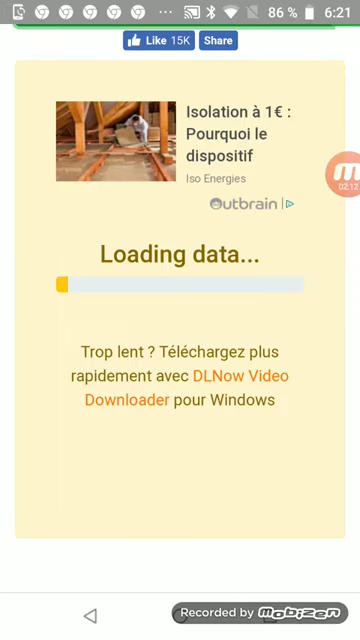 86 % 6:21
Like 15K Share
Isolation à 1€ :
Pourquoi le
dispositif
Iso Energies
Outbrain
02:12
Loading data...
Trop lent ? Téléchargez plus
rapidement avec DLNow Video
Downloader pour Windows
Recorded by mobizen